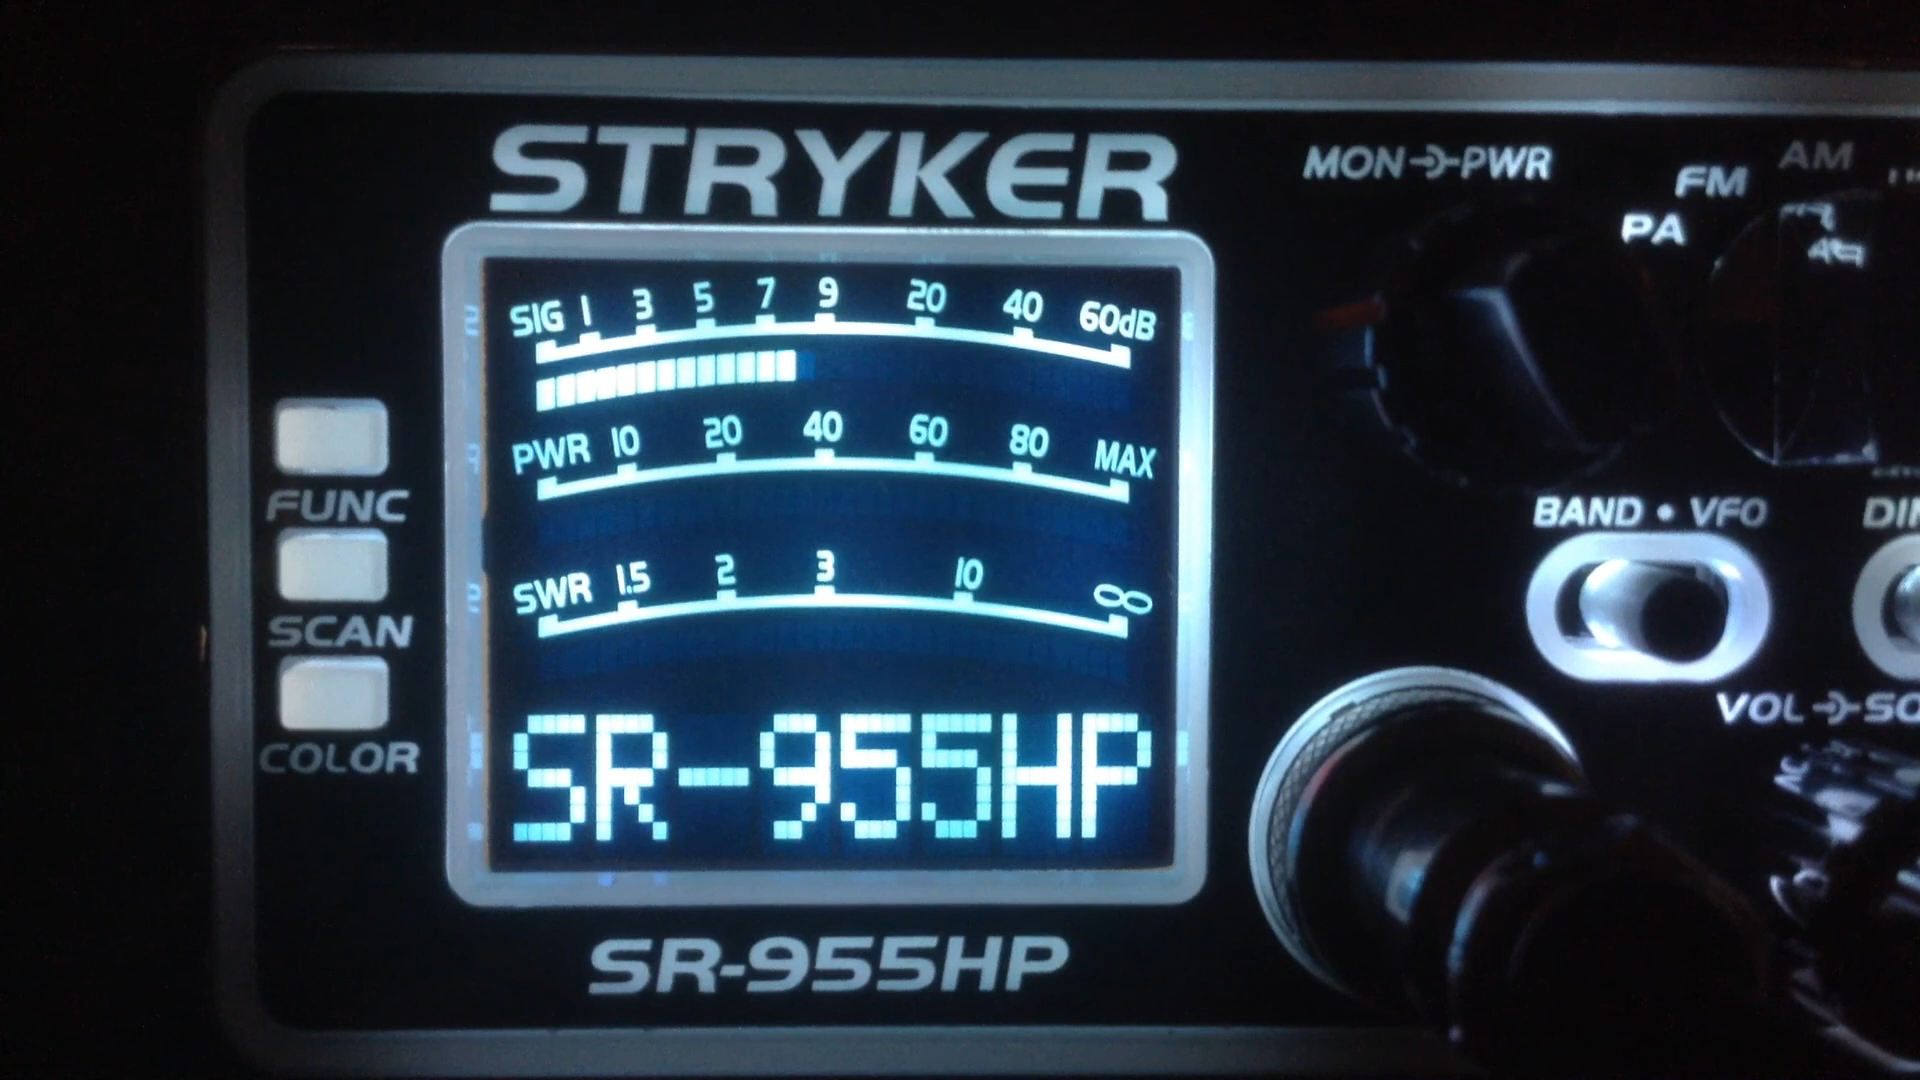 STRYKER
MON PWR
AM
FM
PA
SIG 1 3 5 7 9 20 40 60dB
PWR 10 20 40 60 80 MAX
FUNC
BAND • VFO
SWR 1.5 2 3 10 ∞
SCAN
VOL
COLOR
SR-955HP
SR-955HP